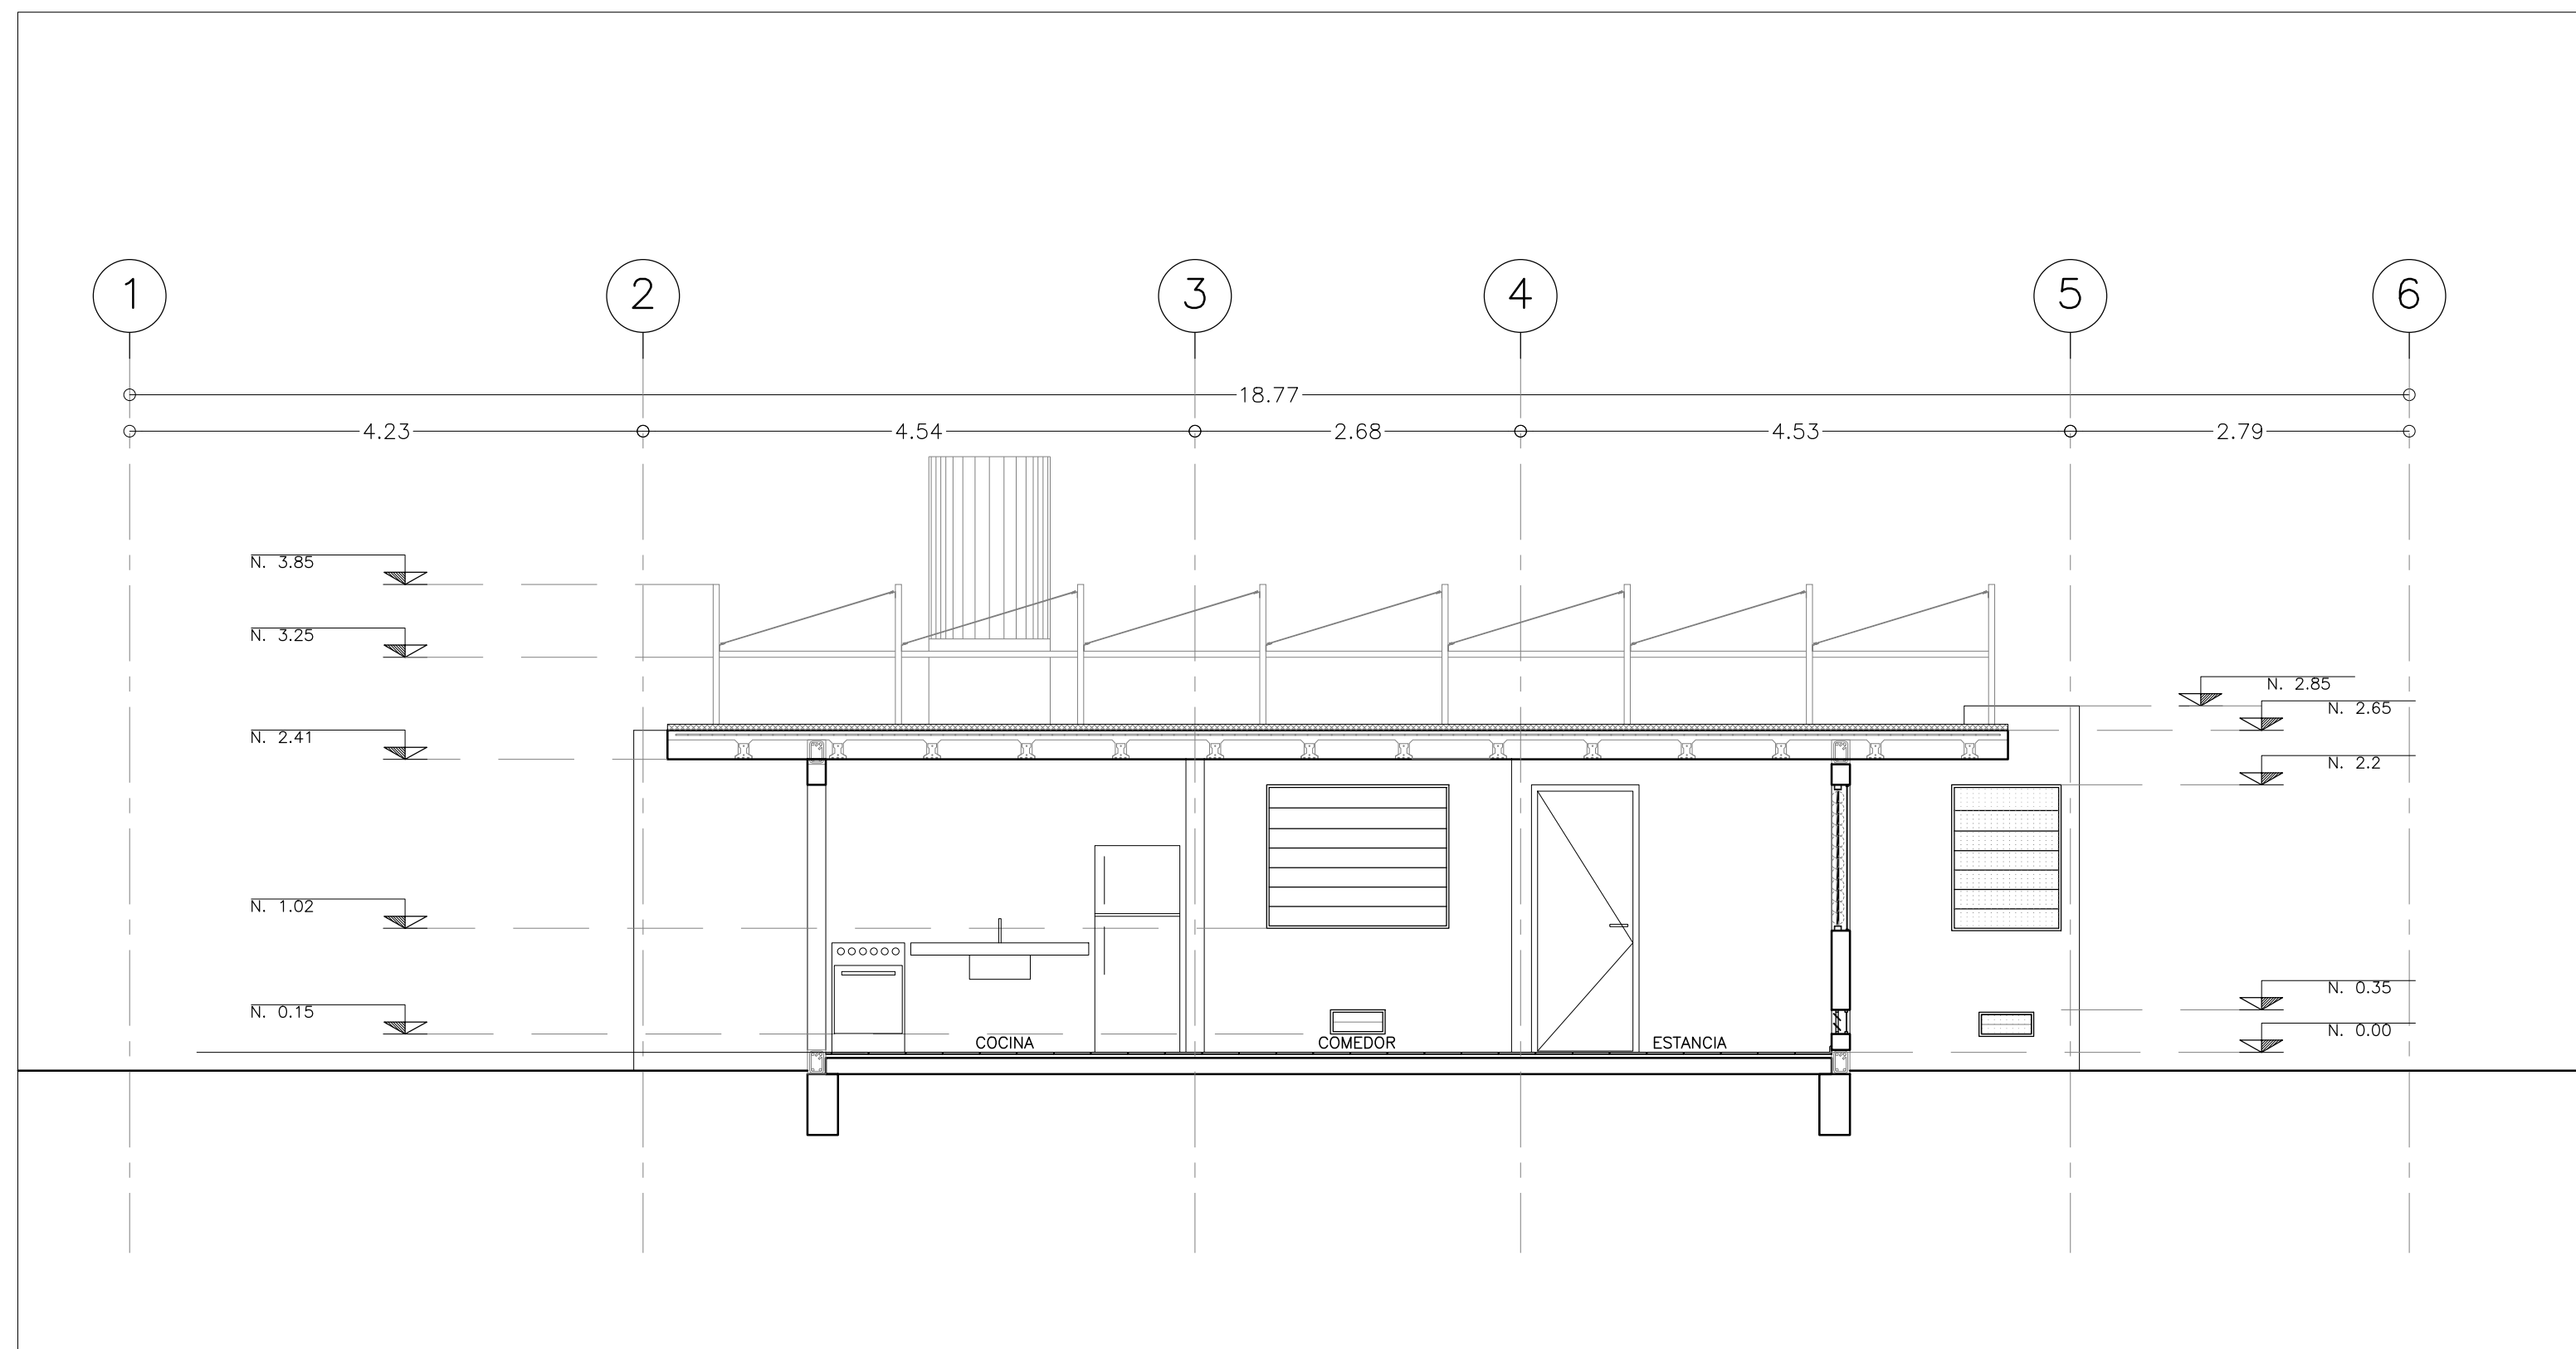 1 2 3 4 5 6
18.77
4.23 4.54 2.68 4.53 2.79
N. 3.85
N. 3.25
N. 2.85
N. 2.65
N. 2.41
N. 2.2
N. 1.02
N. 0.35
N. 0.15
N. 0.00
COCINA COMEDOR ESTANCIA